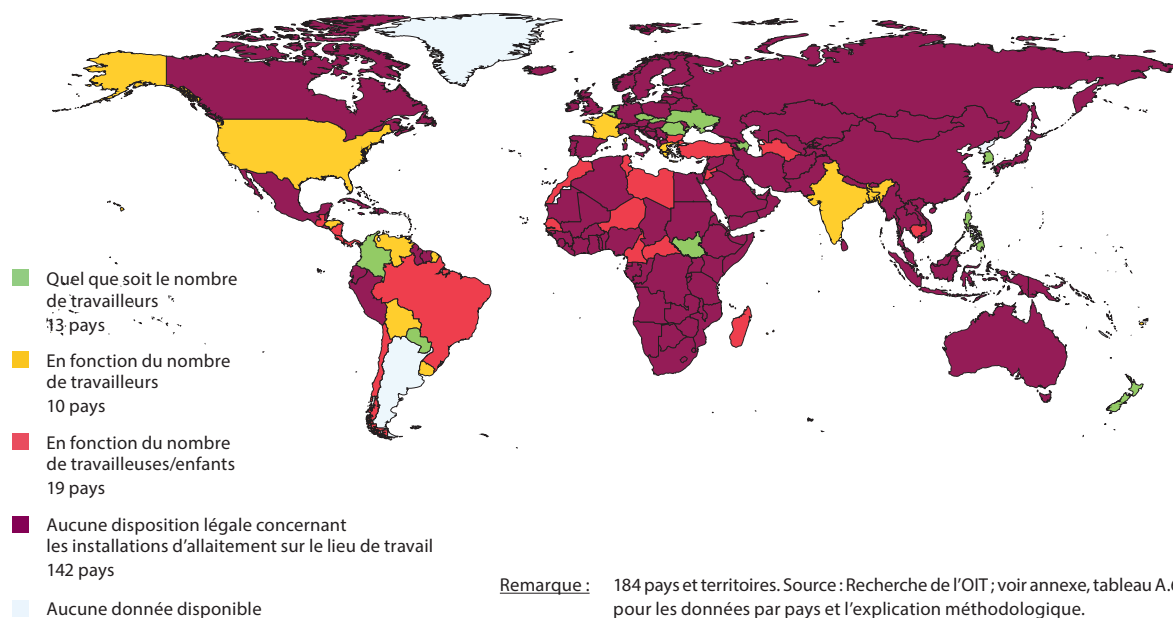 Quel que soit le nombre
de travailleurs
13 pays
En fonction du nombre
de travailleurs
10 pays
En fonction du nombre
de travailleuses/enfants
19 pays
Aucune disposition légale concernant
les installations d’allaitement sur le lieu de travail
142 pays
Aucune donnée disponible
Remarque : 184 pays et territoires. Source : Recherche de l’OIT ; voir annexe, tableau A.6
pour les données par pays et l’explication méthodologique.